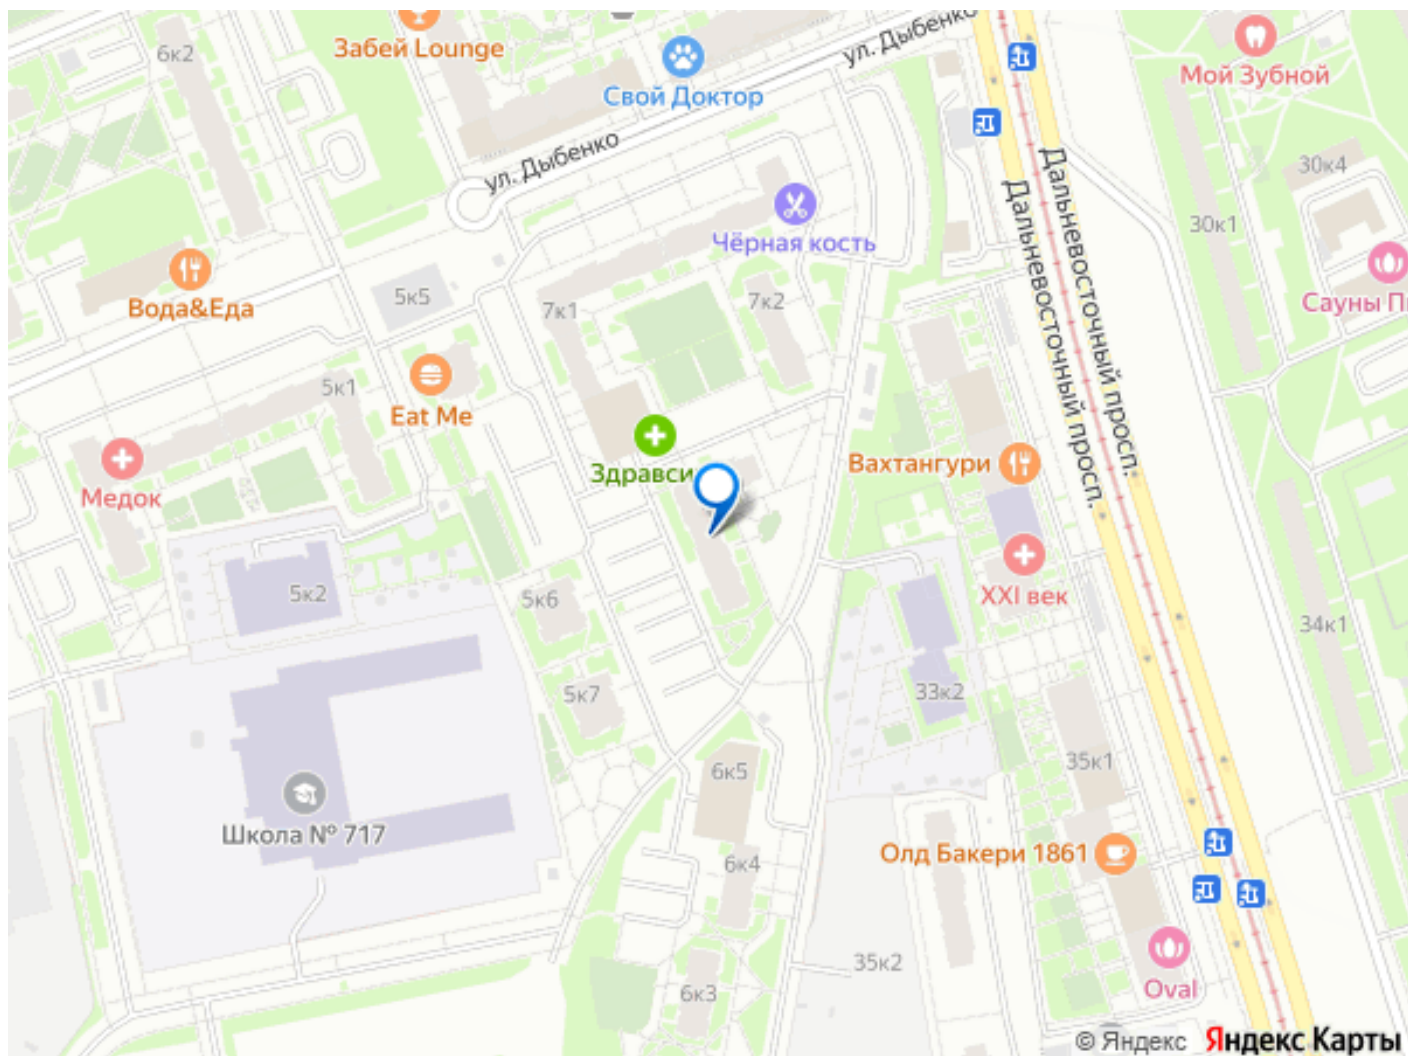 6к2
Забей Lounge
Свой Доктор
ул. Дыбенко
Мой Зубной
ул. Дыбенко
30к4
30к1
Чёрная кость
Дальневосточный просп.
Дальневосточный просп.
Вода&Еда
5к5
7к1
7к2
Сауны П
5к1
Eat Me
Здравси
Вахтангури
Медок
5к2
5к6
XXI век
34к1
5к7
33к2
6к5
35к1
Школа № 717
6к4
Олд Бакери 1861
35к2
6к3
Oval
© Яндекс Яндекс Карты